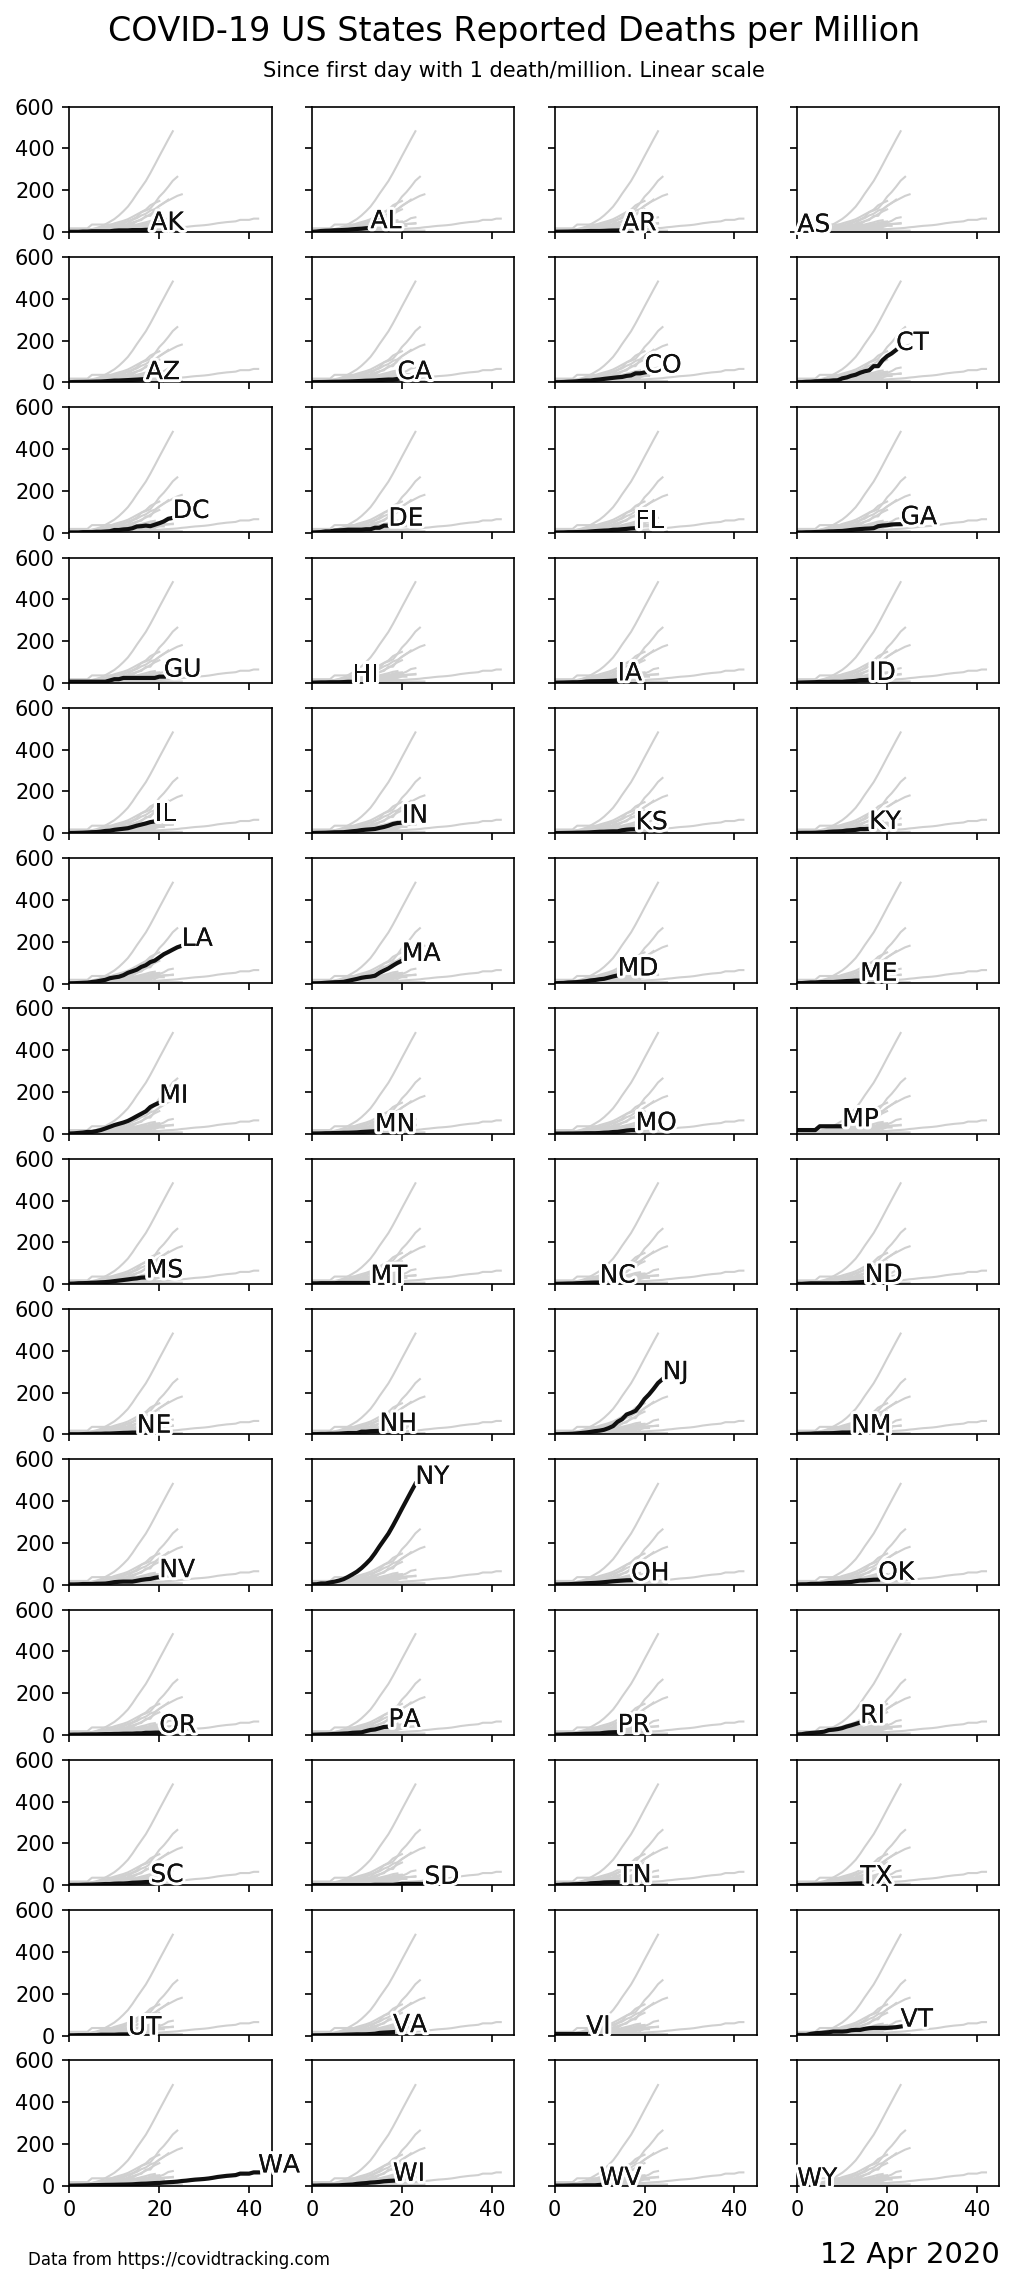 COVID-19 US States Reported Deaths per Million
Since first day with 1 death/million. Linear scale
600
400
200
0
AK
AL
AR
AS
600
400
200
0
AZ
CA
CO
CT
600
400
200
0
DC
DE
FL
GA
600
400
200
0
GU
HI
IA
ID
600
400
200
0
IL
IN
KS
KY
600
400
200
0
LA
MA
MD
ME
600
400
200
0
MI
MN
MO
MP
600
400
200
0
MS
MT
NC
ND
600
400
200
0
NE
NH
NJ
NM
600
400
200
0
NV
NY
OH
OK
600
400
200
0
OR
PA
PR
RI
600
400
200
0
SC
SD
TN
TX
600
400
200
0
UT
VA
VI
VT
600
400
200
0
WA
WI
WV
WY
0 20 40 0 20 40 0 20 40 0 20 40
Data from https://covidtracking.com
12 Apr 2020